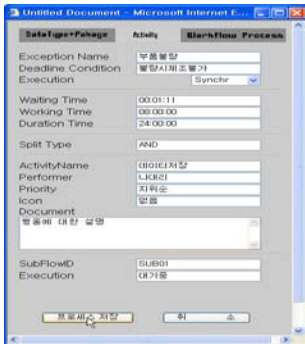 Untitled Document - Microsoft Internet E...
DataType+Pakage Activity Workflow Process
Exception Name 부품불량
Deadline Condition 불량시제조불가
Execution Synchr
Waiting Time 00:01:11
Working Time 08:00:00
Duration Time 24:00:00
Split Type AND
ActivityName 데이터저장
Performer 나대리
Priority 지위순
Icon 없음
Document
행동에 대한 설명
SubFlowID SUB01
Execution 대기중
프로세스 저장 취 소